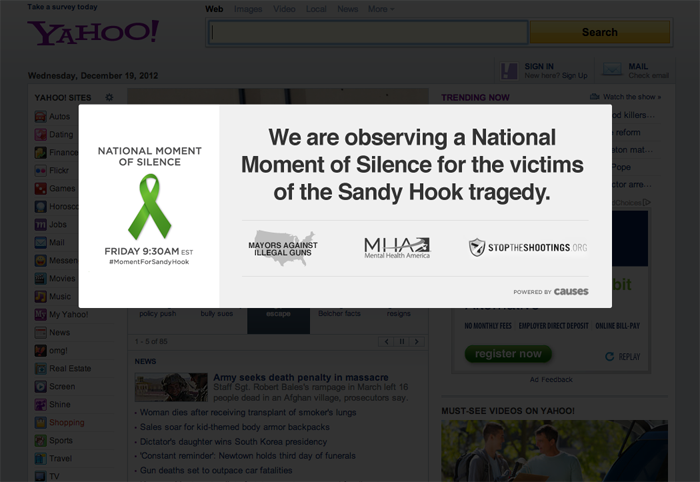 Take a survey today
YAHOO!
Web Images Video Local News More
Search
Wednesday, December 19, 2012
SIGN IN
New here? Sign Up
MAIL
Check email
YAHOO! SITES
Autos
Dating
Finance
Flickr
Games
Horosc
Jobs
Mail
Messen
Movies
Music
My Yahoo!
News
omg!
Real Estate
Screen
Shine
Shopping
Sports
Travel
TV
TRENDING NOW
Watch the show »
od killers...
reform
ton mat...
Pope
ctor arre...
NATIONAL MOMENT
OF SILENCE
FRIDAY 9:30AM EST
#MomentForSandyHook
We are observing a National
Moment of Silence for the victims
of the Sandy Hook tragedy.
MAYORS AGAINST
ILLEGAL GUNS
MHA
Mental Health America
STOPTHESHOOTINGS.ORG
POWERED BY causes
policy push
bully sues
escape
Belcher facts
resigns
1 - 5 of 85
NEWS
Army seeks death penalty in massacre
Staff Sgt. Robert Bales's rampage in March left 16
people dead in an Afghan village, prosecutors say.
Woman dies after receiving transplant of smoker's lungs
Sales soar for kid-themed body armor backpacks
Dictator's daughter wins South Korea presidency
'Constant reminder': Newtown holds third day of funerals
Gun deaths set to outpace car fatalities
AdChoices
bit
NO MONTHLY FEES EMPLOYER DIRECT DEPOSIT ONLINE BILL-PAY
register now
REPLAY
Ad Feedback
MUST-SEE VIDEOS ON YAHOO!